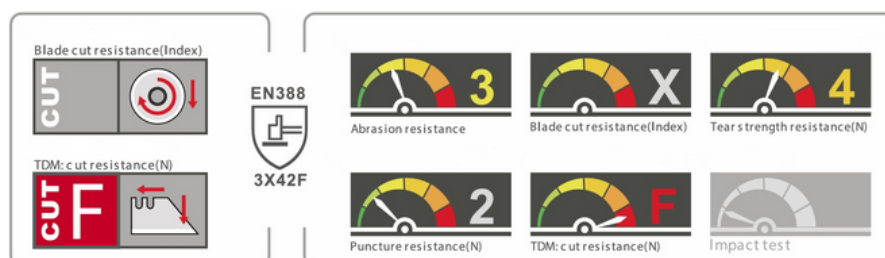 Blade cut resistance(Index)
CUT
TDM: cut resistance(N)
CUT F
EN388
3X42F
3
Abrasion resistance
X
Blade cut resistance(Index)
4
Tear strength resistance(N)
2
Puncture resistance(N)
F
TDM: cut resistance(N)
Impact test